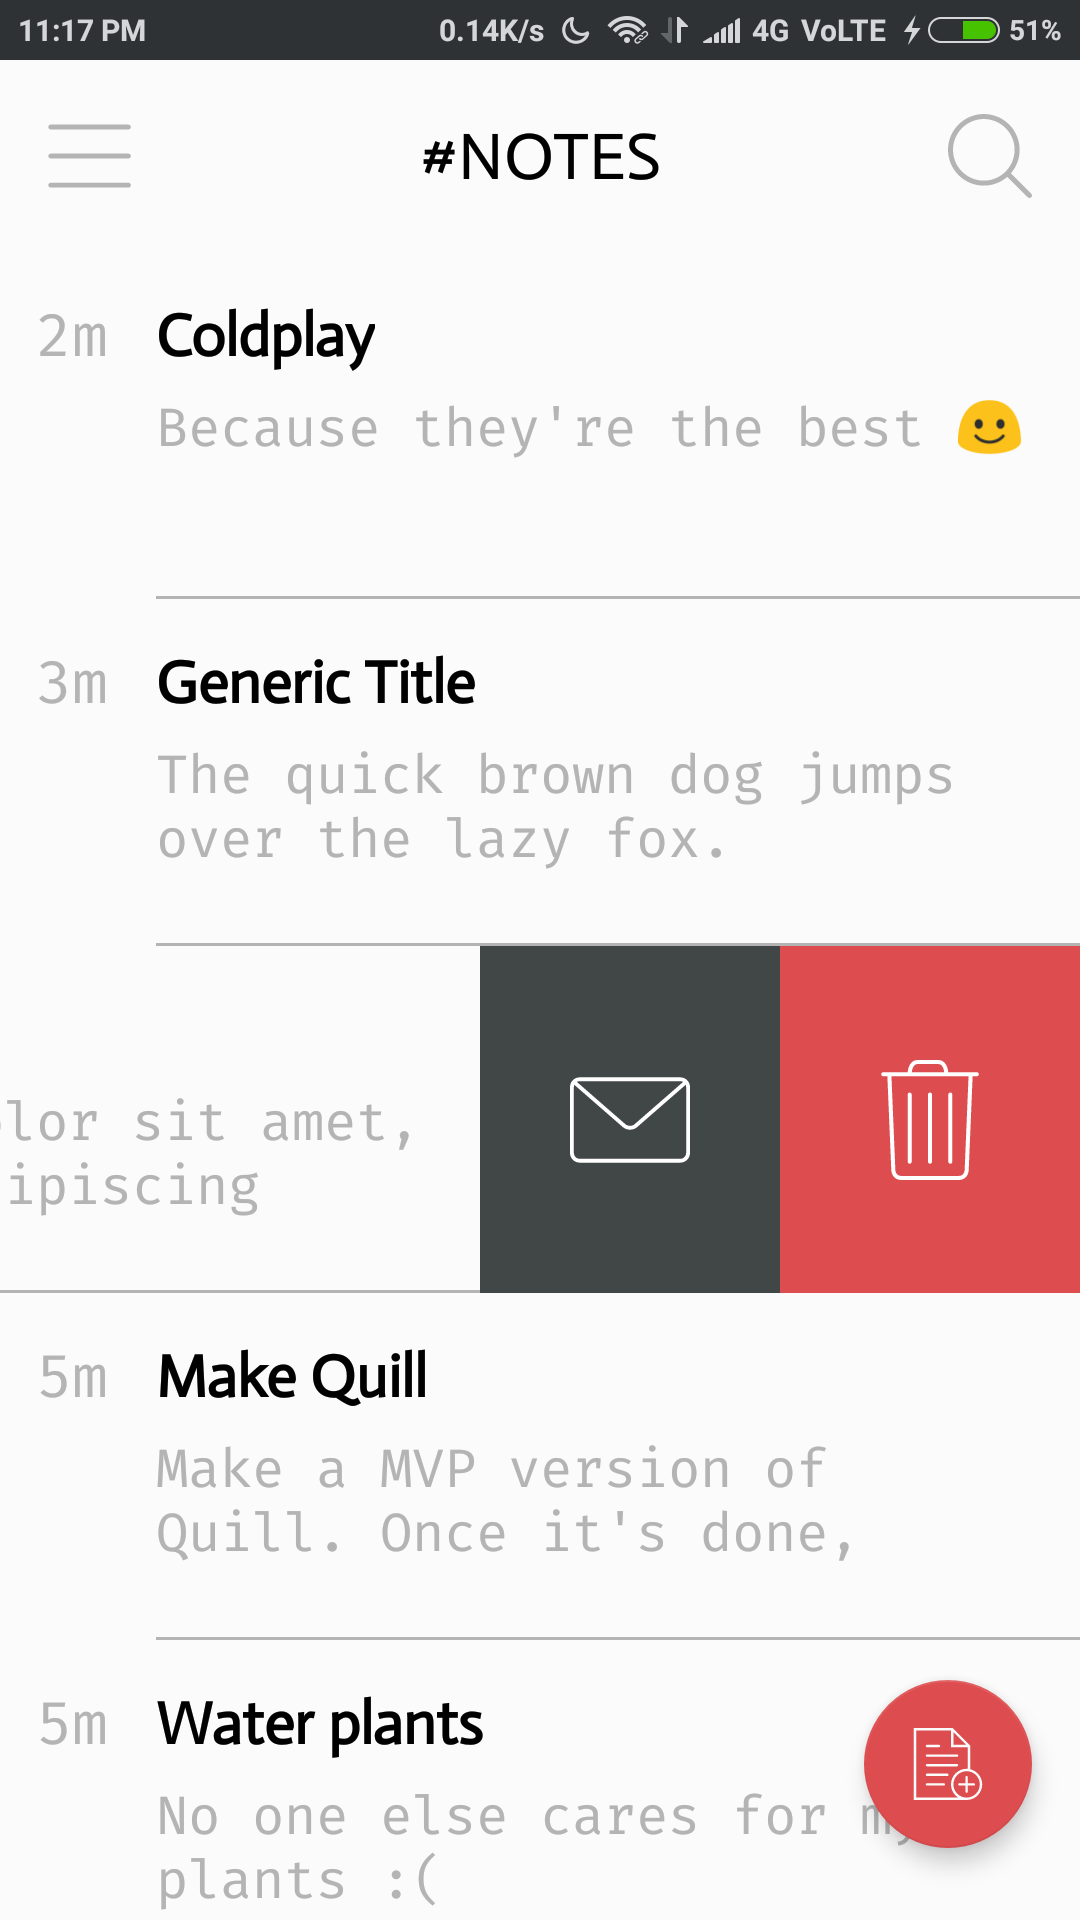 11:17 PM 0.14K/s 4G VoLTE 51%
#NOTES
2m Coldplay
Because they're the best 🙂
3m Generic Title
The quick brown dog jumps
over the lazy fox.
lor sit amet,
ipiscing
5m Make Quill
Make a MVP version of
Quill. Once it's done,
5m Water plants
No one else cares for my
plants :(